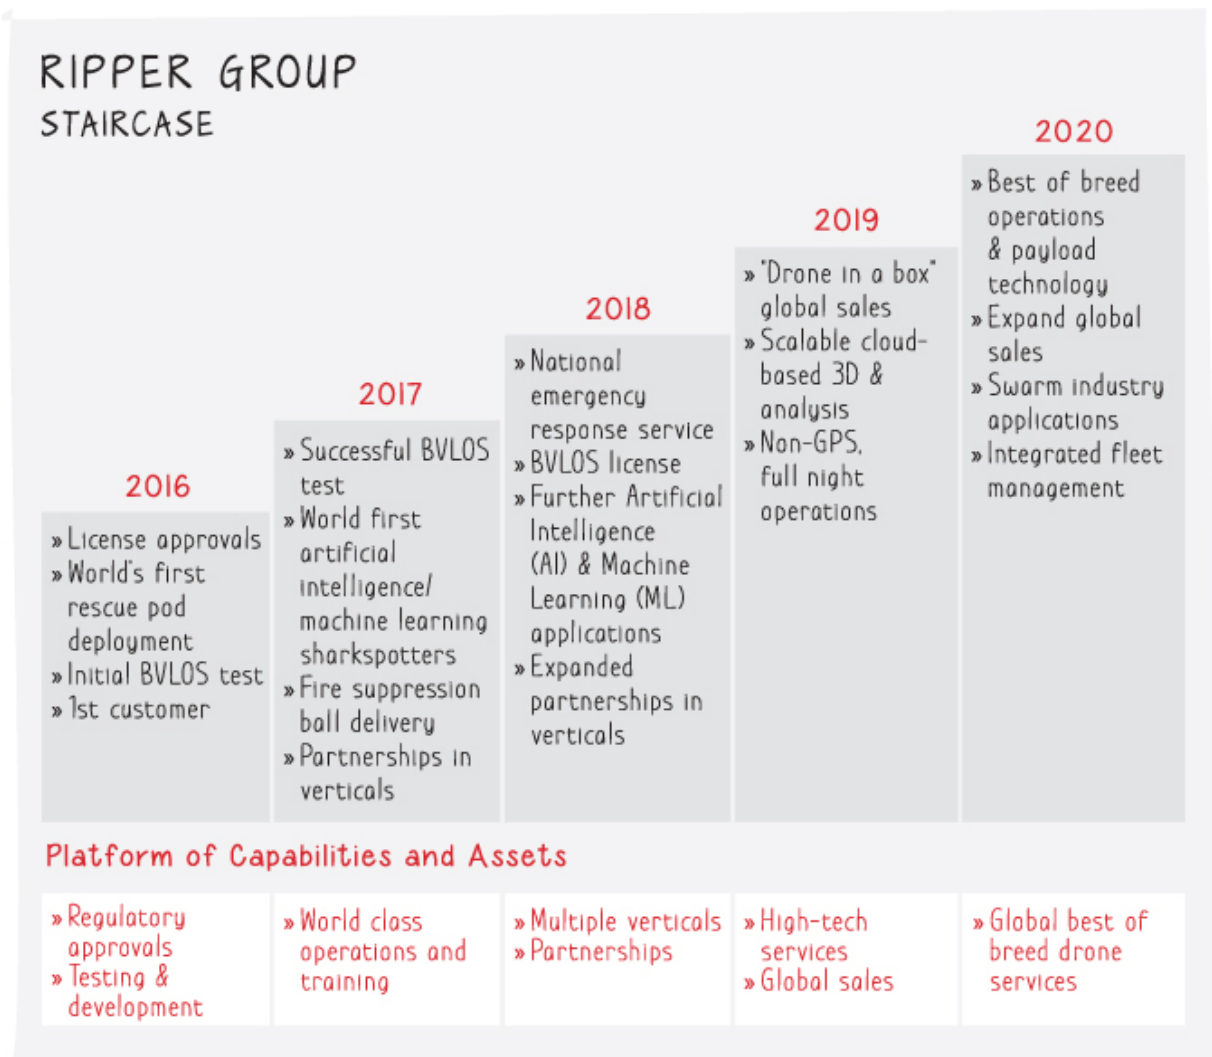 RIPPER GROUP
STAIRCASE
2016
» License approvals
» World's first
rescue pod
deployment
» Initial BVLOS test
» 1st customer
2017
» Successful BVLOS
test
» World first
artificial
intelligence/
machine learning
sharkspotters
» Fire suppression
ball delivery
» Partnerships in
verticals
2018
» National
emergency
response service
» BVLOS license
» Further Artificial
Intelligence
(AI) & Machine
Learning (ML)
applications
» Expanded
partnerships in
verticals
2019
» "Drone in a box"
global sales
» Scalable cloud-
based 3D &
analysis
» Non-GPS,
full night
operations
2020
» Best of breed
operations
& payload
technology
» Expand global
sales
» Swarm industry
applications
» Integrated fleet
management
Platform of Capabilities and Assets
» Regulatory
approvals
» Testing &
development
» World class
operations and
training
» Multiple verticals
» Partnerships
» High-tech
services
» Global sales
» Global best of
breed drone
services